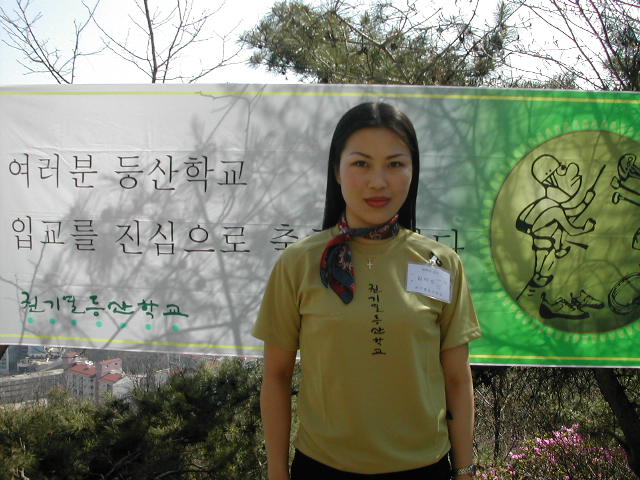 여러분 등산학교
입교를 진심으로 다
권기열등산학교
권기열등산학교